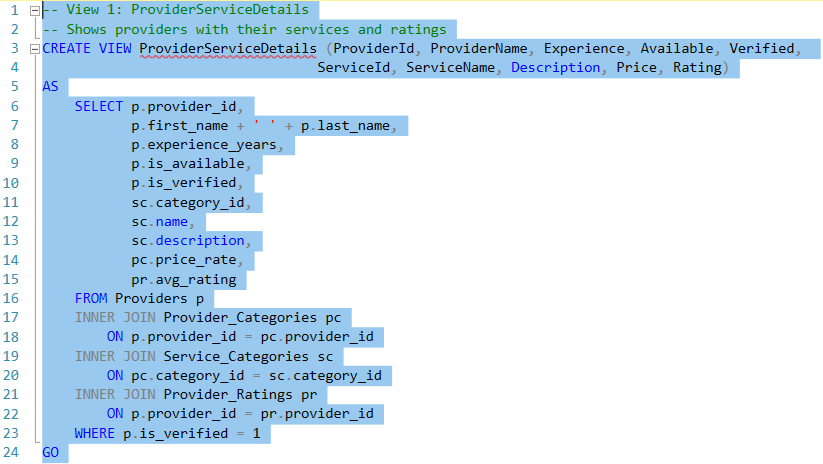 1 -- View 1: ProviderServiceDetails
2 -- Shows providers with their services and ratings
3 CREATE VIEW ProviderServiceDetails (ProviderId, ProviderName, Experience, Available, Verified,
4 ServiceId, ServiceName, Description, Price, Rating)
5 AS
6 SELECT p.provider_id,
7 p.first_name + ' ' + p.last_name,
8 p.experience_years,
9 p.is_available,
10 p.is_verified,
11 sc.category_id,
12 sc.name,
13 sc.description,
14 pc.price_rate,
15 pr.avg_rating
16 FROM Providers p
17 INNER JOIN Provider_Categories pc
18 ON p.provider_id = pc.provider_id
19 INNER JOIN Service_Categories sc
20 ON pc.category_id = sc.category_id
21 INNER JOIN Provider_Ratings pr
22 ON p.provider_id = pr.provider_id
23 WHERE p.is_verified = 1
24 GO